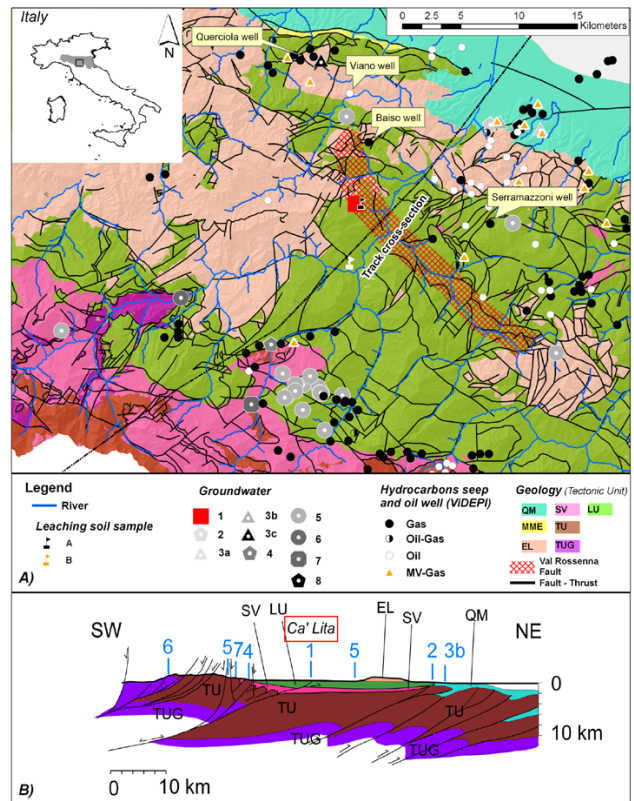 Italy
N
0 2.5 5 10 15
Kilometers
Querciola well
Viano well
Baiso well
Serramazzoni well
Track cross-section
Legend
River
Leaching soil sample
A
B
Groundwater
1
2
3a
3b
3c
4
5
6
7
8
Hydrocarbons seep
and oil well (ViDEPI)
Gas
Oil-Gas
Oil
MV-Gas
Geology (Tectonic Unit)
QM SV LU
MME TU
EL TUG
Val Rossenna
Fault
Fault - Thrust
A)
SW
NE
SV LU Ca' Lita EL SV QM
6 5 7 4 1 5 2 3b
TU TU TU
TUG TUG TUG
0
10 km
0 10 km
B)